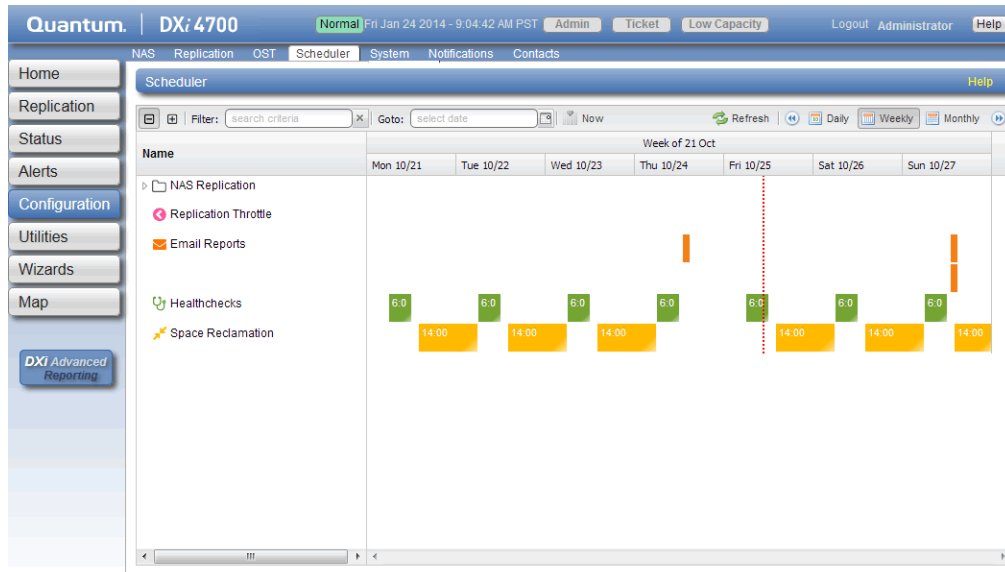 Quantum. | DXi 4700 Normal Fri Jan 24 2014 - 9:04:42 AM PST Admin Ticket Low Capacity Logout Administrator Help
NAS Replication OST Scheduler System Notifications Contacts
Home
Replication
Status
Alerts
Configuration
Utilities
Wizards
Map
DXi Advanced
Reporting
Scheduler Help
Filter: search criteria Goto: select date Now Refresh Daily Weekly Monthly
Name
Week of 21 Oct
Mon 10/21 Tue 10/22 Wed 10/23 Thu 10/24 Fri 10/25 Sat 10/26 Sun 10/27
NAS Replication
Replication Throttle
Email Reports
Healthchecks 6:0 6:0 6:0 6:0 6:0 6:0 6:0
Space Reclamation 14:00 14:00 14:00 14:00 14:00 14:00